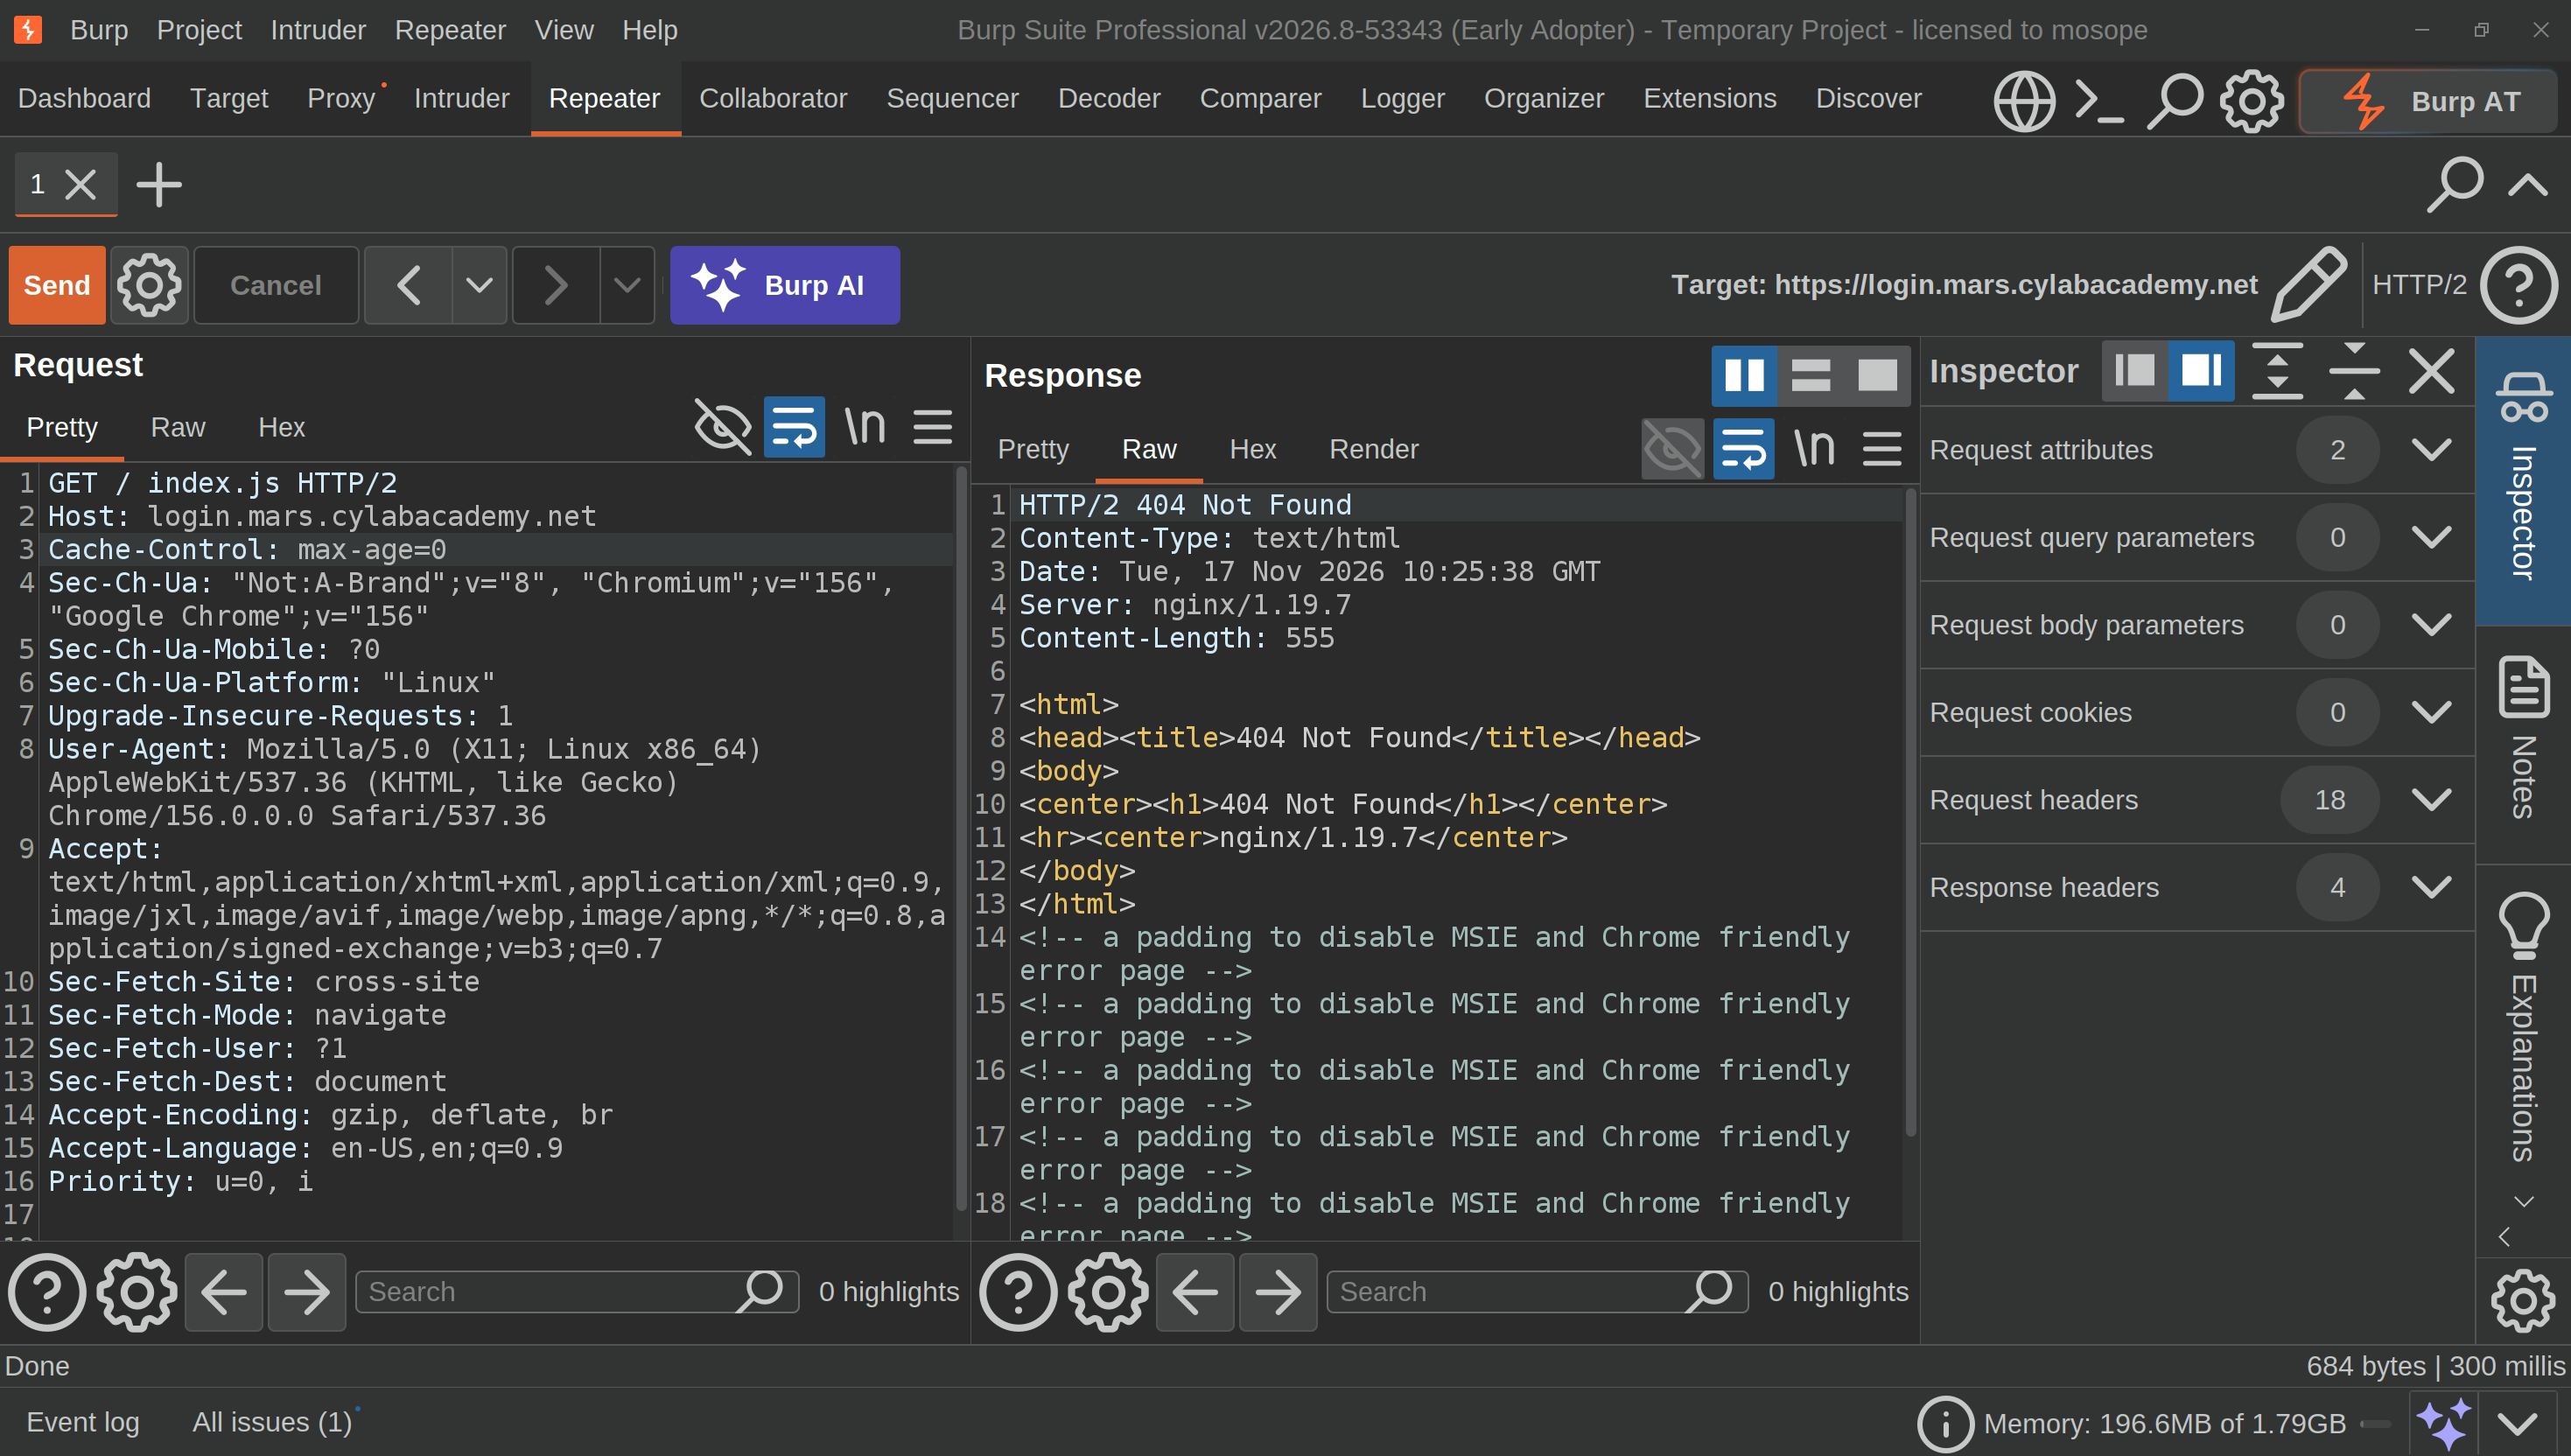 Burp Project Intruder Repeater View Help Burp Suite Professional v2026.8-53343 (Early Adopter) - Temporary Project - licensed to mosope
Dashboard Target Proxy Intruder Repeater Collaborator Sequencer Decoder Comparer Logger Organizer Extensions Discover Burp AT
1
Send Cancel Burp AI Target: https://login.mars.cylabacademy.net HTTP/2
Request
Pretty Raw Hex \n
1 GET / index.js HTTP/2
2 Host: login.mars.cylabacademy.net
3 Cache-Control: max-age=0
4 Sec-Ch-Ua: "Not:A-Brand";v="8", "Chromium";v="156",
"Google Chrome";v="156"
5 Sec-Ch-Ua-Mobile: ?0
6 Sec-Ch-Ua-Platform: "Linux"
7 Upgrade-Insecure-Requests: 1
8 User-Agent: Mozilla/5.0 (X11; Linux x86_64)
AppleWebKit/537.36 (KHTML, like Gecko)
Chrome/156.0.0.0 Safari/537.36
9 Accept:
text/html,application/xhtml+xml,application/xml;q=0.9,
image/jxl,image/avif,image/webp,image/apng,*/*;q=0.8,a
pplication/signed-exchange;v=b3;q=0.7
10 Sec-Fetch-Site: cross-site
11 Sec-Fetch-Mode: navigate
12 Sec-Fetch-User: ?1
13 Sec-Fetch-Dest: document
14 Accept-Encoding: gzip, deflate, br
15 Accept-Language: en-US,en;q=0.9
16 Priority: u=0, i
17
18
Search 0 highlights
Response
Pretty Raw Hex Render \n
1 HTTP/2 404 Not Found
2 Content-Type: text/html
3 Date: Tue, 17 Nov 2026 10:25:38 GMT
4 Server: nginx/1.19.7
5 Content-Length: 555
6
7 <html>
8 <head><title>404 Not Found</title></head>
9 <body>
10 <center><h1>404 Not Found</h1></center>
11 <hr><center>nginx/1.19.7</center>
12 </body>
13 </html>
14 <!-- a padding to disable MSIE and Chrome friendly
error page -->
15 <!-- a padding to disable MSIE and Chrome friendly
error page -->
16 <!-- a padding to disable MSIE and Chrome friendly
error page -->
17 <!-- a padding to disable MSIE and Chrome friendly
error page -->
18 <!-- a padding to disable MSIE and Chrome friendly
error page -->
Search 0 highlights
Inspector
Request attributes 2
Request query parameters 0
Request body parameters 0
Request cookies 0
Request headers 18
Response headers 4
Inspector
Notes
Explanations
Done 684 bytes | 300 millis
Event log All issues (1) Memory: 196.6MB of 1.79GB